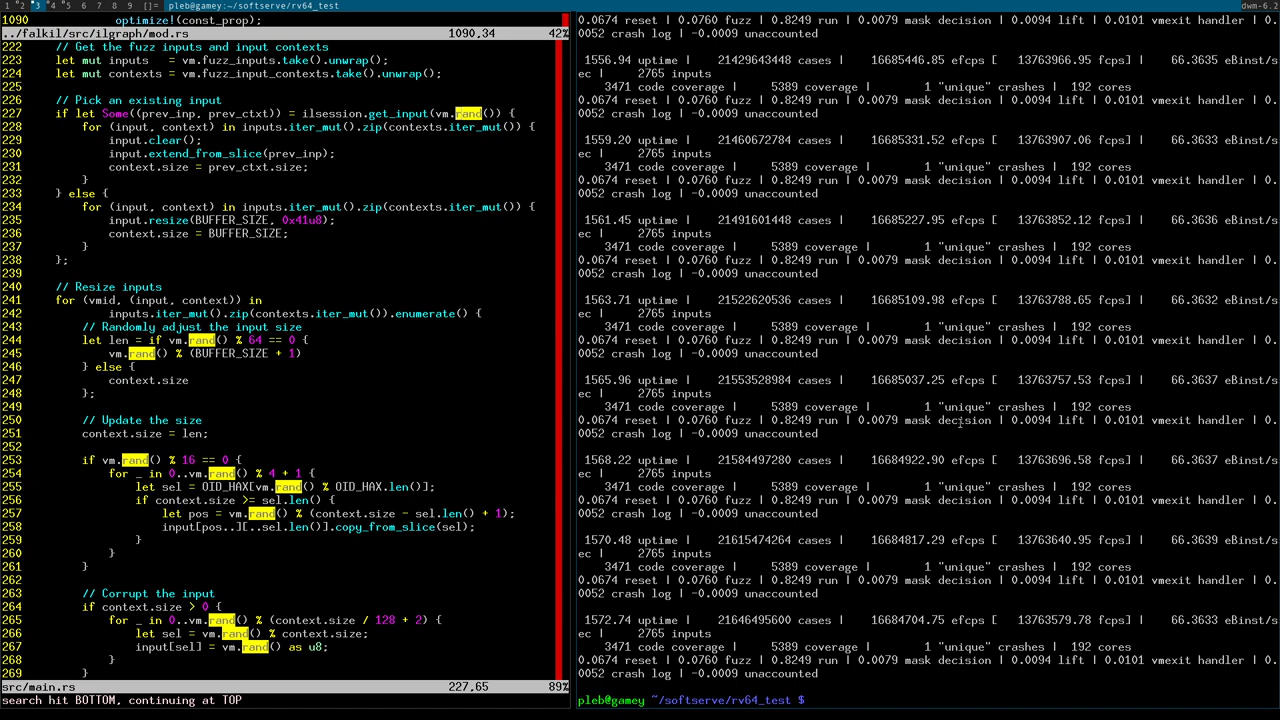 1 2 3 4 5 6 7 8 9 []= pleb@gamey:~/softserve/rv64_test dwm-6.2
1090 optimize!(const_prop);
../falkil/src/ilgraph/mod.rs 1090,34 42%
222 // Get the fuzz inputs and input contexts
223 let mut inputs = vm.fuzz_inputs.take().unwrap();
224 let mut contexts = vm.fuzz_input_contexts.take().unwrap();
225
226 // Pick an existing input
227 if let Some((prev_inp, prev_ctxt)) = ilsession.get_input(vm.rand()) {
228 for (input, context) in inputs.iter_mut().zip(contexts.iter_mut()) {
229 input.clear();
230 input.extend_from_slice(prev_inp);
231 context.size = prev_ctxt.size;
232 }
233 } else {
234 for (input, context) in inputs.iter_mut().zip(contexts.iter_mut()) {
235 input.resize(BUFFER_SIZE, 0x41u8);
236 context.size = BUFFER_SIZE;
237 }
238 };
239
240 // Resize inputs
241 for (vmid, (input, context)) in
242 inputs.iter_mut().zip(contexts.iter_mut()).enumerate() {
243 // Randomly adjust the input size
244 let len = if vm.rand() % 64 == 0 {
245 vm.rand() % (BUFFER_SIZE + 1)
246 } else {
247 context.size
248 };
249
250 // Update the size
251 context.size = len;
252
253 if vm.rand() % 16 == 0 {
254 for _ in 0..vm.rand() % 4 + 1 {
255 let sel = OID_HAX[vm.rand() % OID_HAX.len()];
256 if context.size >= sel.len() {
257 let pos = vm.rand() % (context.size - sel.len() + 1);
258 input[pos..][..sel.len()].copy_from_slice(sel);
259 }
260 }
261 }
262
263 // Corrupt the input
264 if context.size > 0 {
265 for _ in 0..vm.rand() % (context.size / 128 + 2) {
266 let sel = vm.rand() % context.size;
267 input[sel] = vm.rand() as u8;
268 }
269 }
src/main.rs 227,65 89%
search hit BOTTOM, continuing at TOP
0.0674 reset | 0.0760 fuzz | 0.8249 run | 0.0079 mask decision | 0.0094 lift | 0.0101 vmexit handler | 0.
0052 crash log | -0.0009 unaccounted
1556.94 uptime | 21429643448 cases | 16685446.85 efcps [ 13763966.95 fcps] | 66.3635 eBinst/s
ec | 2765 inputs
3471 code coverage | 5389 coverage | 1 "unique" crashes | 192 cores
0.0674 reset | 0.0760 fuzz | 0.8249 run | 0.0079 mask decision | 0.0094 lift | 0.0101 vmexit handler | 0.
0052 crash log | -0.0009 unaccounted
1559.20 uptime | 21460672784 cases | 16685331.52 efcps [ 13763907.06 fcps] | 66.3634 eBinst/s
ec | 2765 inputs
3471 code coverage | 5389 coverage | 1 "unique" crashes | 192 cores
0.0674 reset | 0.0760 fuzz | 0.8249 run | 0.0079 mask decision | 0.0094 lift | 0.0101 vmexit handler | 0.
0052 crash log | -0.0009 unaccounted
1561.45 uptime | 21491601448 cases | 16685227.95 efcps [ 13763852.12 fcps] | 66.3636 eBinst/s
ec | 2765 inputs
3471 code coverage | 5389 coverage | 1 "unique" crashes | 192 cores
0.0674 reset | 0.0760 fuzz | 0.8249 run | 0.0079 mask decision | 0.0094 lift | 0.0101 vmexit handler | 0.
0052 crash log | -0.0009 unaccounted
1563.71 uptime | 21522620536 cases | 16685109.98 efcps [ 13763788.65 fcps] | 66.3632 eBinst/s
ec | 2765 inputs
3471 code coverage | 5389 coverage | 1 "unique" crashes | 192 cores
0.0674 reset | 0.0760 fuzz | 0.8249 run | 0.0079 mask decision | 0.0094 lift | 0.0101 vmexit handler | 0.
0052 crash log | -0.0009 unaccounted
1565.96 uptime | 21553528984 cases | 16685037.25 efcps [ 13763757.53 fcps] | 66.3637 eBinst/s
ec | 2765 inputs
3471 code coverage | 5389 coverage | 1 "unique" crashes | 192 cores
0.0674 reset | 0.0760 fuzz | 0.8249 run | 0.0079 mask decision | 0.0094 lift | 0.0101 vmexit handler | 0.
0052 crash log | -0.0009 unaccounted
1568.22 uptime | 21584497280 cases | 16684922.90 efcps [ 13763696.58 fcps] | 66.3637 eBinst/s
ec | 2765 inputs
3471 code coverage | 5389 coverage | 1 "unique" crashes | 192 cores
0.0674 reset | 0.0760 fuzz | 0.8249 run | 0.0079 mask decision | 0.0094 lift | 0.0101 vmexit handler | 0.
0052 crash log | -0.0009 unaccounted
1570.48 uptime | 21615474264 cases | 16684817.29 efcps [ 13763640.95 fcps] | 66.3639 eBinst/s
ec | 2765 inputs
3471 code coverage | 5389 coverage | 1 "unique" crashes | 192 cores
0.0674 reset | 0.0760 fuzz | 0.8249 run | 0.0079 mask decision | 0.0094 lift | 0.0101 vmexit handler | 0.
0052 crash log | -0.0009 unaccounted
1572.74 uptime | 21646495600 cases | 16684704.75 efcps [ 13763579.78 fcps] | 66.3633 eBinst/s
ec | 2765 inputs
3471 code coverage | 5389 coverage | 1 "unique" crashes | 192 cores
0.0674 reset | 0.0760 fuzz | 0.8249 run | 0.0079 mask decision | 0.0094 lift | 0.0101 vmexit handler | 0.
0052 crash log | -0.0009 unaccounted
pleb@gamey ~/softserve/rv64_test $